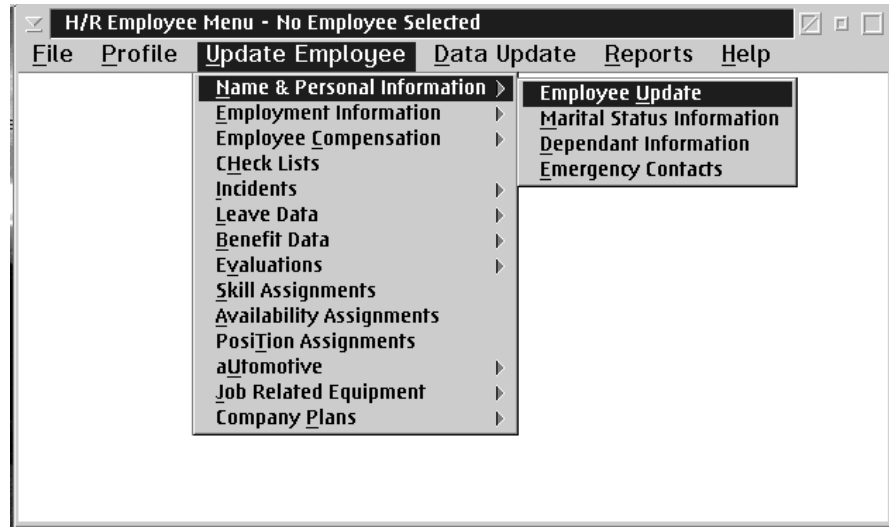 H/R Employee Menu - No Employee Selected
File Profile Update Employee Data Update Reports Help
Name & Personal Information
Employment Information
Employee Compensation
CHeck Lists
Incidents
Leave Data
Benefit Data
Evaluations
Skill Assignments
Availability Assignments
PosiTion Assignments
aUtomotive
Job Related Equipment
Company Plans
Employee Update
Marital Status Information
Dependant Information
Emergency Contacts